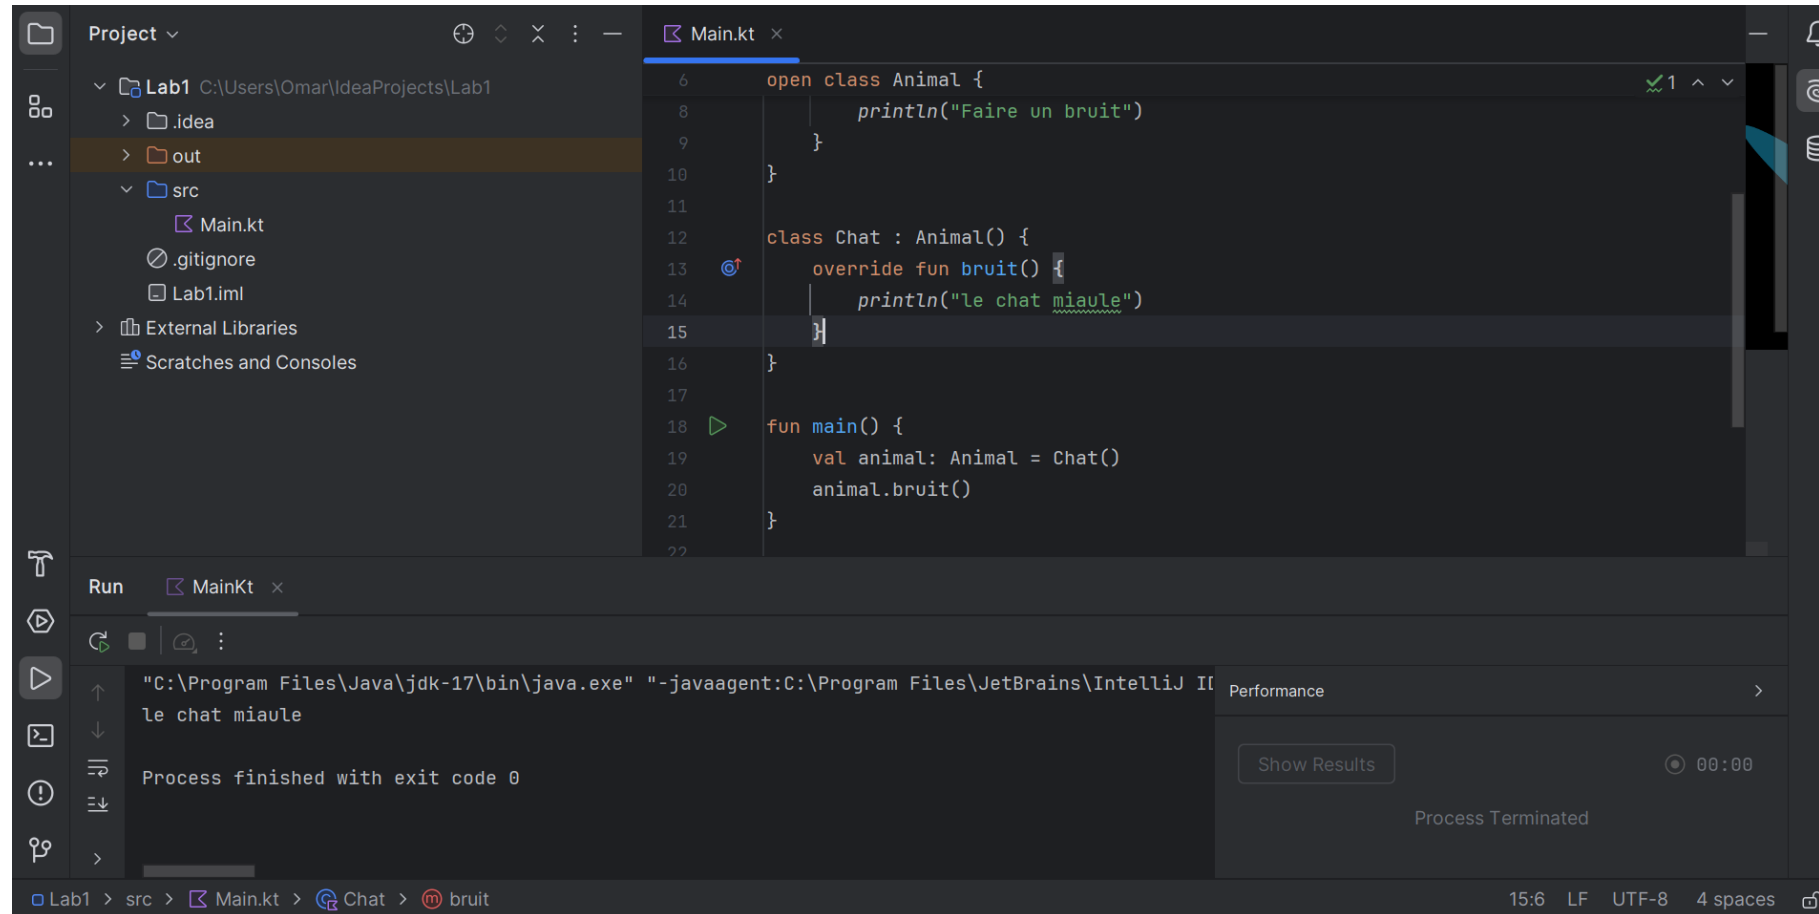 Project
Lab1 C:\Users\Omar\IdeaProjects\Lab1
.idea
out
src
Main.kt
.gitignore
Lab1.iml
External Libraries
Scratches and Consoles
Main.kt
1
6 open class Animal {
8 println("Faire un bruit")
9 }
10 }
11
12 class Chat : Animal() {
13 override fun bruit() {
14 println("le chat miaule")
15 }
16 }
17
18 fun main() {
19 val animal: Animal = Chat()
20 animal.bruit()
21 }
22
Run MainKt
"C:\Program Files\Java\jdk-17\bin\java.exe" "-javaagent:C:\Program Files\JetBrains\IntelliJ ID
le chat miaule
Process finished with exit code 0
Performance
Show Results 00:00
Process Terminated
Lab1 > src > Main.kt > Chat > bruit 15:6 LF UTF-8 4 spaces